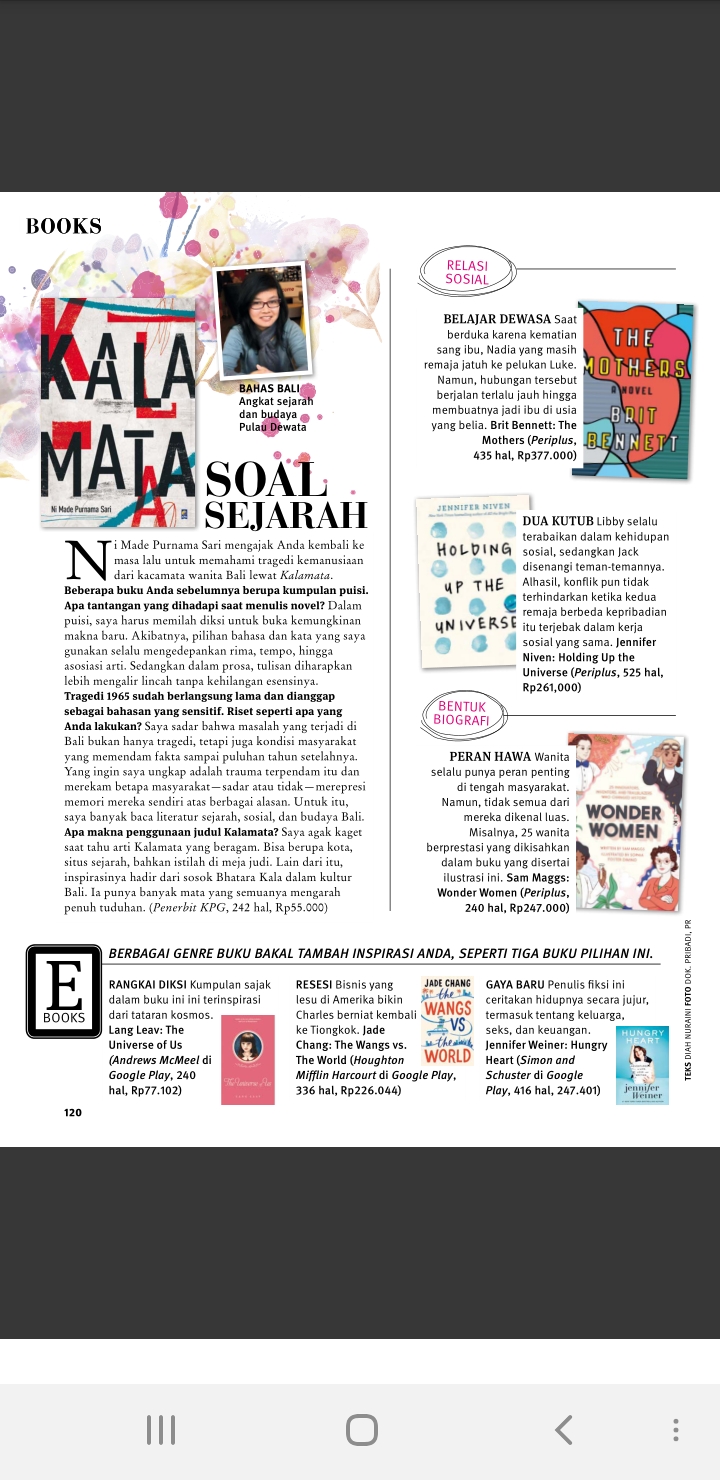 BOOKS
KALA
MATA
Ni Made Purnama Sari
BAHAS BALI
Angkat sejarah
dan budaya
Pulau Dewata
SOAL
SEJARAH
Ni Made Purnama Sari mengajak Anda kembali ke
masa lalu untuk memahami tragedi kemanusiaan
dari kacamata wanita Bali lewat Kalamata.
Beberapa buku Anda sebelumnya berupa kumpulan puisi.
Apa tantangan yang dihadapi saat menulis novel? Dalam
puisi, saya harus memilah diksi untuk buka kemungkinan
makna baru. Akibatnya, pilihan bahasa dan kata yang saya
gunakan selalu mengedepankan rima, tempo, hingga
asosiasi arti. Sedangkan dalam prosa, tulisan diharapkan
lebih mengalir lincah tanpa kehilangan esensinya.
Tragedi 1965 sudah berlangsung lama dan dianggap
sebagai bahasan yang sensitif. Riset seperti apa yang
Anda lakukan? Saya sadar bahwa masalah yang terjadi di
Bali bukan hanya tragedi, tetapi juga kondisi masyarakat
yang memendam fakta sampai puluhan tahun setelahnya.
Yang ingin saya ungkap adalah trauma terpendam itu dan
merekam betapa masyarakat—sadar atau tidak—merepresi
memori mereka sendiri atas berbagai alasan. Untuk itu,
saya banyak baca literatur sejarah, sosial, dan budaya Bali.
Apa makna penggunaan judul Kalamata? Saya agak kaget
saat tahu arti Kalamata yang beragam. Bisa berupa kota,
situs sejarah, bahkan istilah di meja judi. Lain dari itu,
inspirasinya hadir dari sosok Bhatara Kala dalam kultur
Bali. Ia punya banyak mata yang semuanya mengarah
penuh tuduhan. (Penerbit KPG, 242 hal, Rp55.000)
RELASI
SOSIAL
BELAJAR DEWASA Saat
berduka karena kematian
sang ibu, Nadia yang masih
remaja jatuh ke pelukan Luke.
Namun, hubungan tersebut
berjalan terlalu jauh hingga
membuatnya jadi ibu di usia
yang belia. Brit Bennett: The
Mothers (Periplus,
435 hal, Rp377.000)
THE
MOTHERS
A NOVEL
BRIT
BENNETT
JENNIFER NIVEN
HOLDING
UP THE
UNIVERSE
DUA KUTUB Libby selalu
terabaikan dalam kehidupan
sosial, sedangkan Jack
disenangi teman-temannya.
Alhasil, konflik pun tidak
terhindarkan ketika kedua
remaja berbeda kepribadian
itu terjebak dalam kerja
sosial yang sama. Jennifer
Niven: Holding Up the
Universe (Periplus, 525 hal,
Rp261,000)
BENTUK
BIOGRAFI
PERAN HAWA Wanita
selalu punya peran penting
di tengah masyarakat.
Namun, tidak semua dari
mereka dikenal luas.
Misalnya, 25 wanita
berprestasi yang dikisahkan
dalam buku yang disertai
ilustrasi ini. Sam Maggs:
Wonder Women (Periplus,
240 hal, Rp247.000)
WONDER
WOMEN
E
BOOKS
BERBAGAI GENRE BUKU BAKAL TAMBAH INSPIRASI ANDA, SEPERTI TIGA BUKU PILIHAN INI.
RANGKAI DIKSI Kumpulan sajak
dalam buku ini ini terinspirasi
dari tataran kosmos.
Lang Leav: The
Universe of Us
(Andrews McMeel di
Google Play, 240
hal, Rp77.102)
RESESI Bisnis yang
lesu di Amerika bikin
Charles berniat kembali
ke Tiongkok. Jade
Chang: The Wangs vs.
The World (Houghton
Mifflin Harcourt di Google Play,
336 hal, Rp226.044)
JADE CHANG
the
WANGS
VS
the
WORLD
GAYA BARU Penulis fiksi ini
ceritakan hidupnya secara jujur,
termasuk tentang keluarga,
seks, dan keuangan.
Jennifer Weiner: Hungry
Heart (Simon and
Schuster di Google
Play, 416 hal, 247.401)
HUNGRY
HEART
jennifer
Weiner
TEKS DIAH NURAINI FOTO DOK. PRIBADI, PR
120